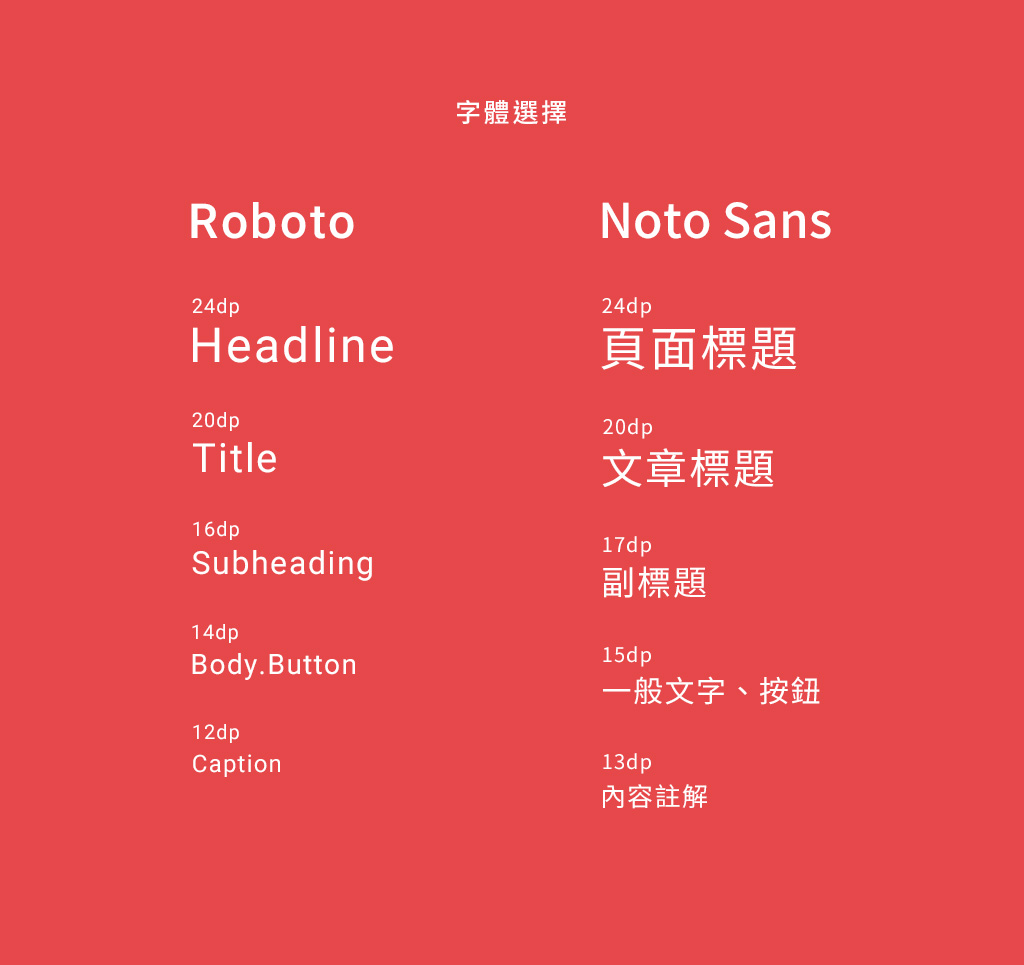 字體選擇
Roboto
24dp
Headline
20dp
Title
16dp
Subheading
14dp
Body.Button
12dp
Caption
Noto Sans
24dp
頁面標題
20dp
文章標題
17dp
副標題
15dp
一般文字、按鈕
13dp
內容註解